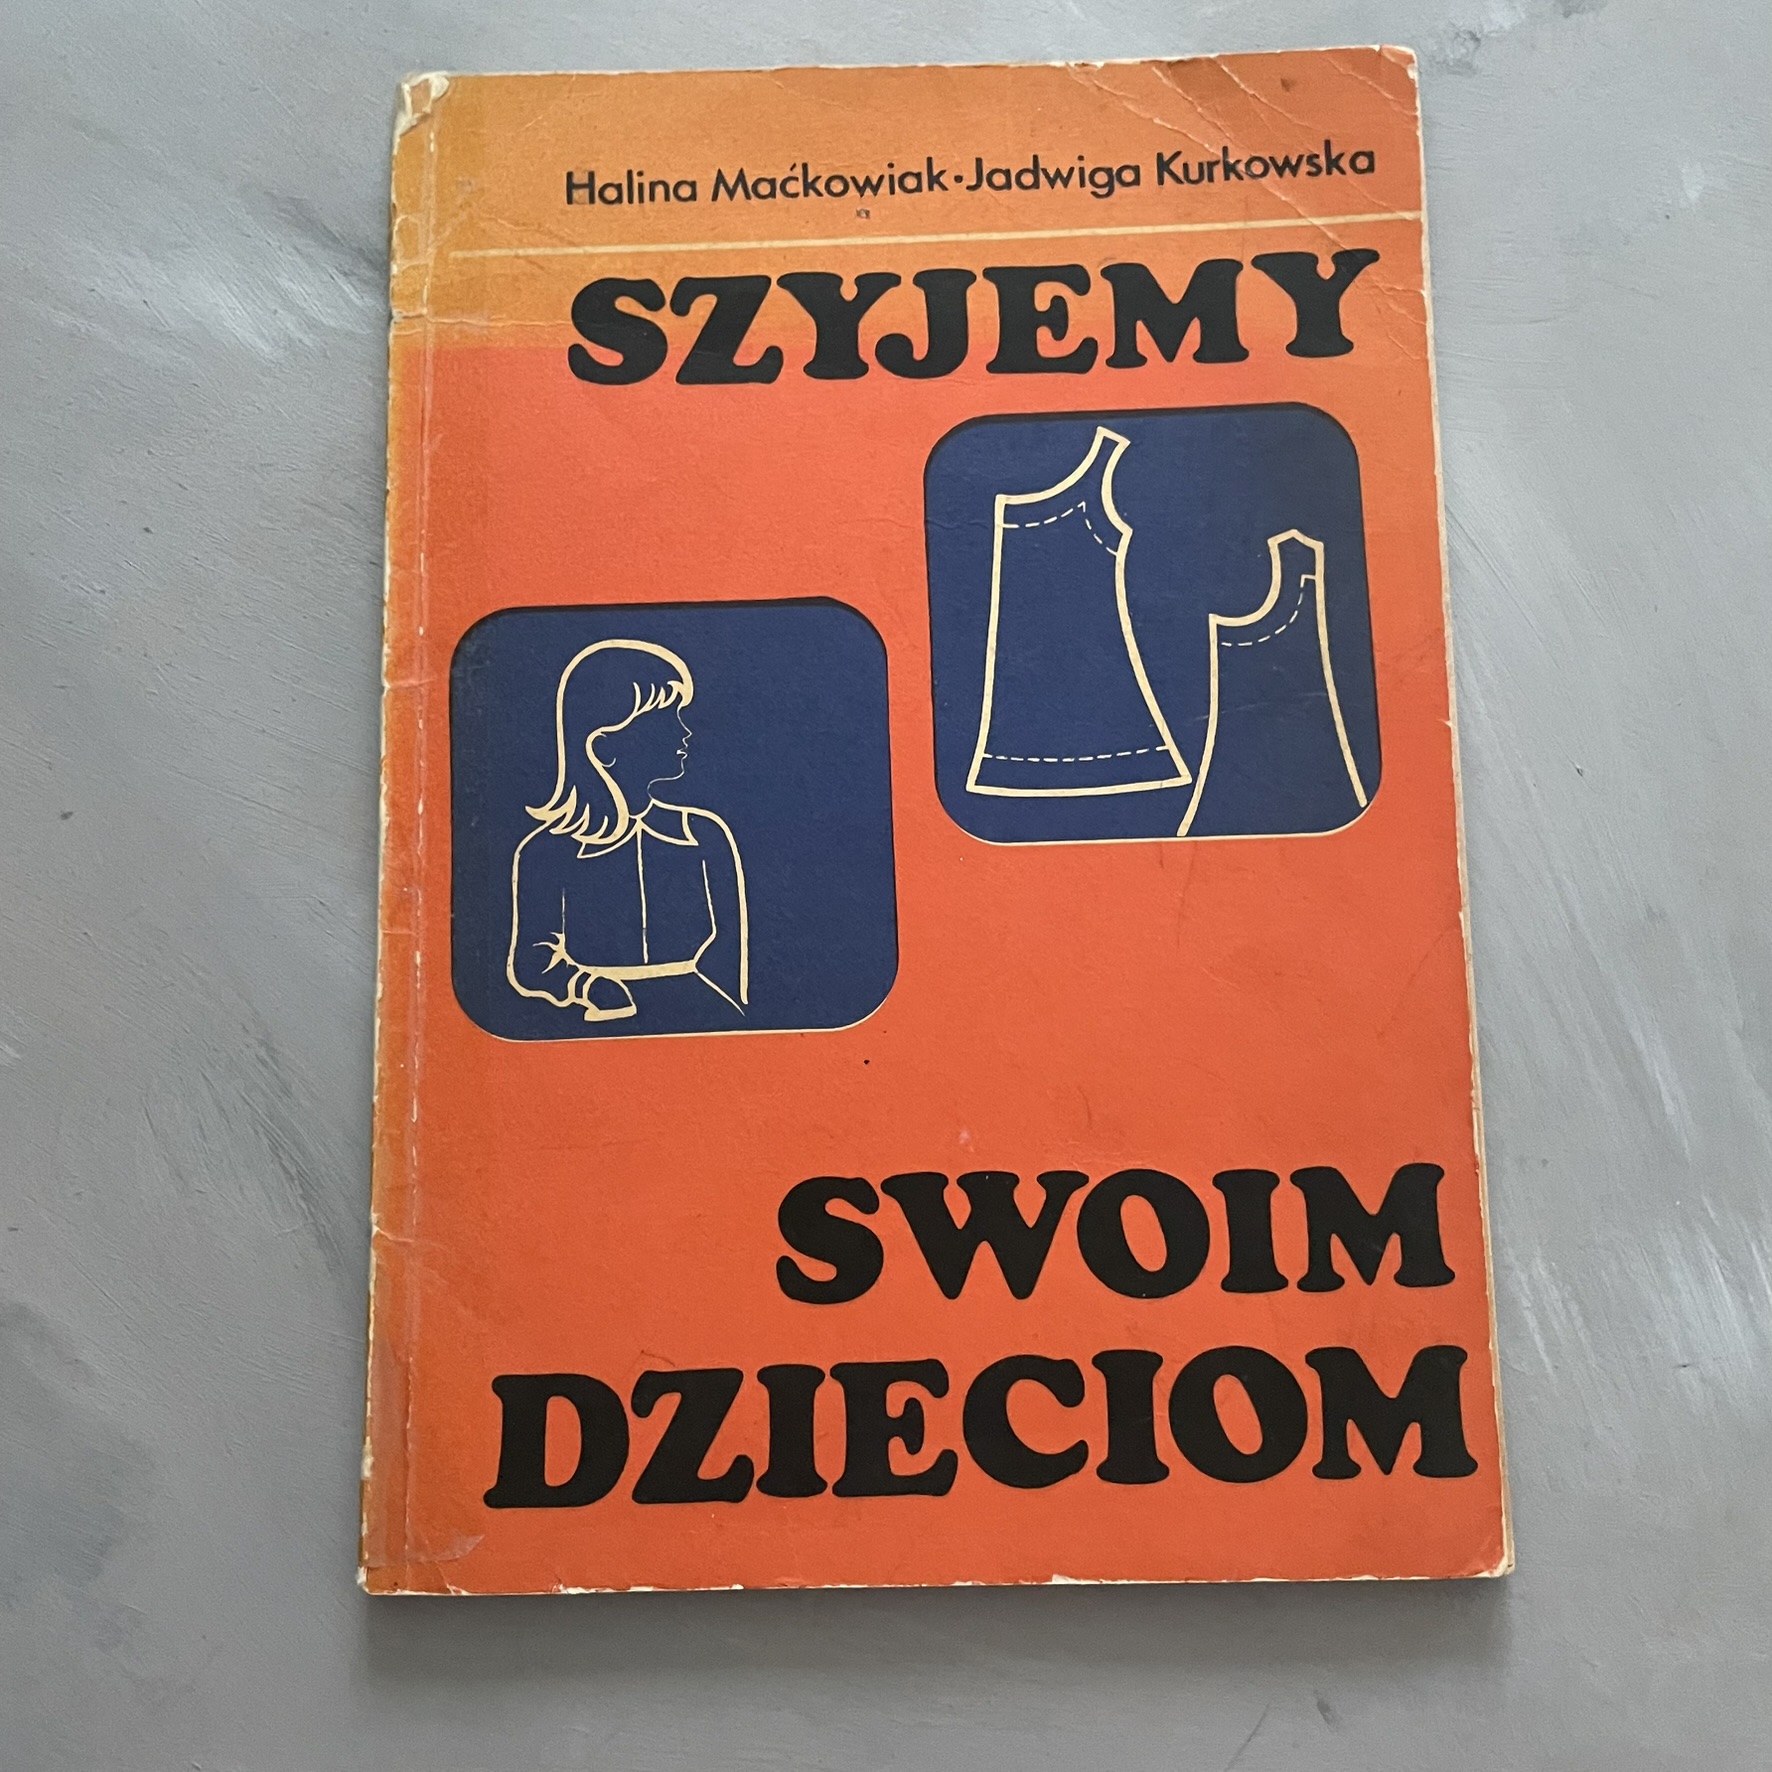 Halina Maćkowiak · Jadwiga Kurkowska
SZYJEMY
SWOIM
DZIECIOM